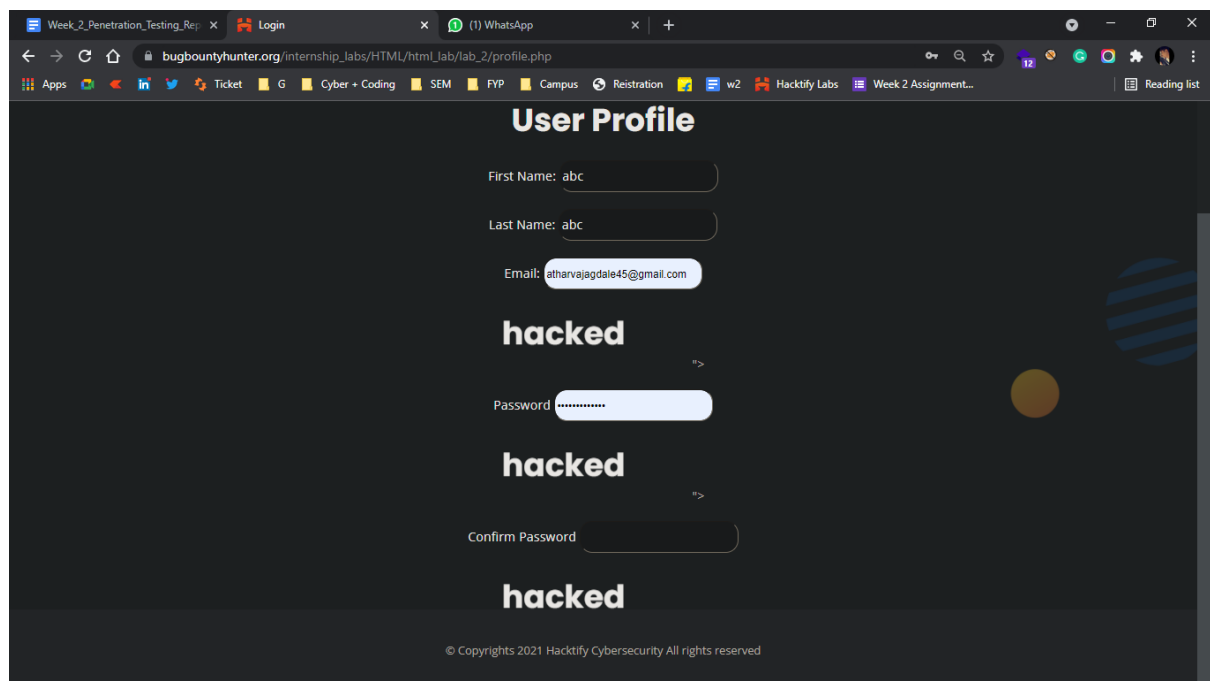 Week_2_Penetration_Testing_Rep
Login
(1) WhatsApp
bugbountyhunter.org/internship_labs/HTML/html_lab/lab_2/profile.php
12
Apps
Ticket
G
Cyber + Coding
SEM
FYP
Campus
Reistration
w2
Hacktify Labs
Week 2 Assignment...
Reading list
User Profile
First Name: abc
Last Name: abc
Email: atharvajagdale45@gmail.com
hacked
">
Password •••••••••••••
hacked
">
Confirm Password
hacked
© Copyrights 2021 Hacktify Cybersecurity All rights reserved